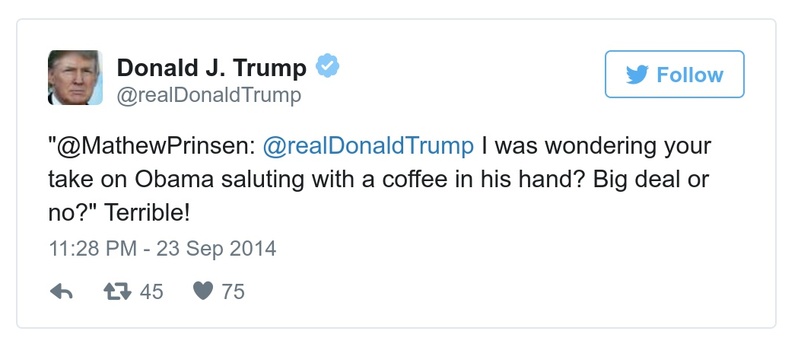 Donald J. Trump
@realDonaldTrump
Follow
"@MathewPrinsen: @realDonaldTrump I was wondering your
take on Obama saluting with a coffee in his hand? Big deal or
no?" Terrible!
11:28 PM - 23 Sep 2014
45 75